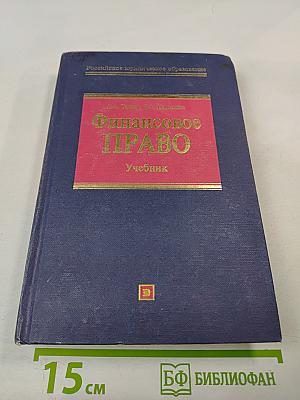 Российское юридическое образование
Финансовое
ПРАВО
Учебник
Э
15 см
БФ БИБЛИОФАН